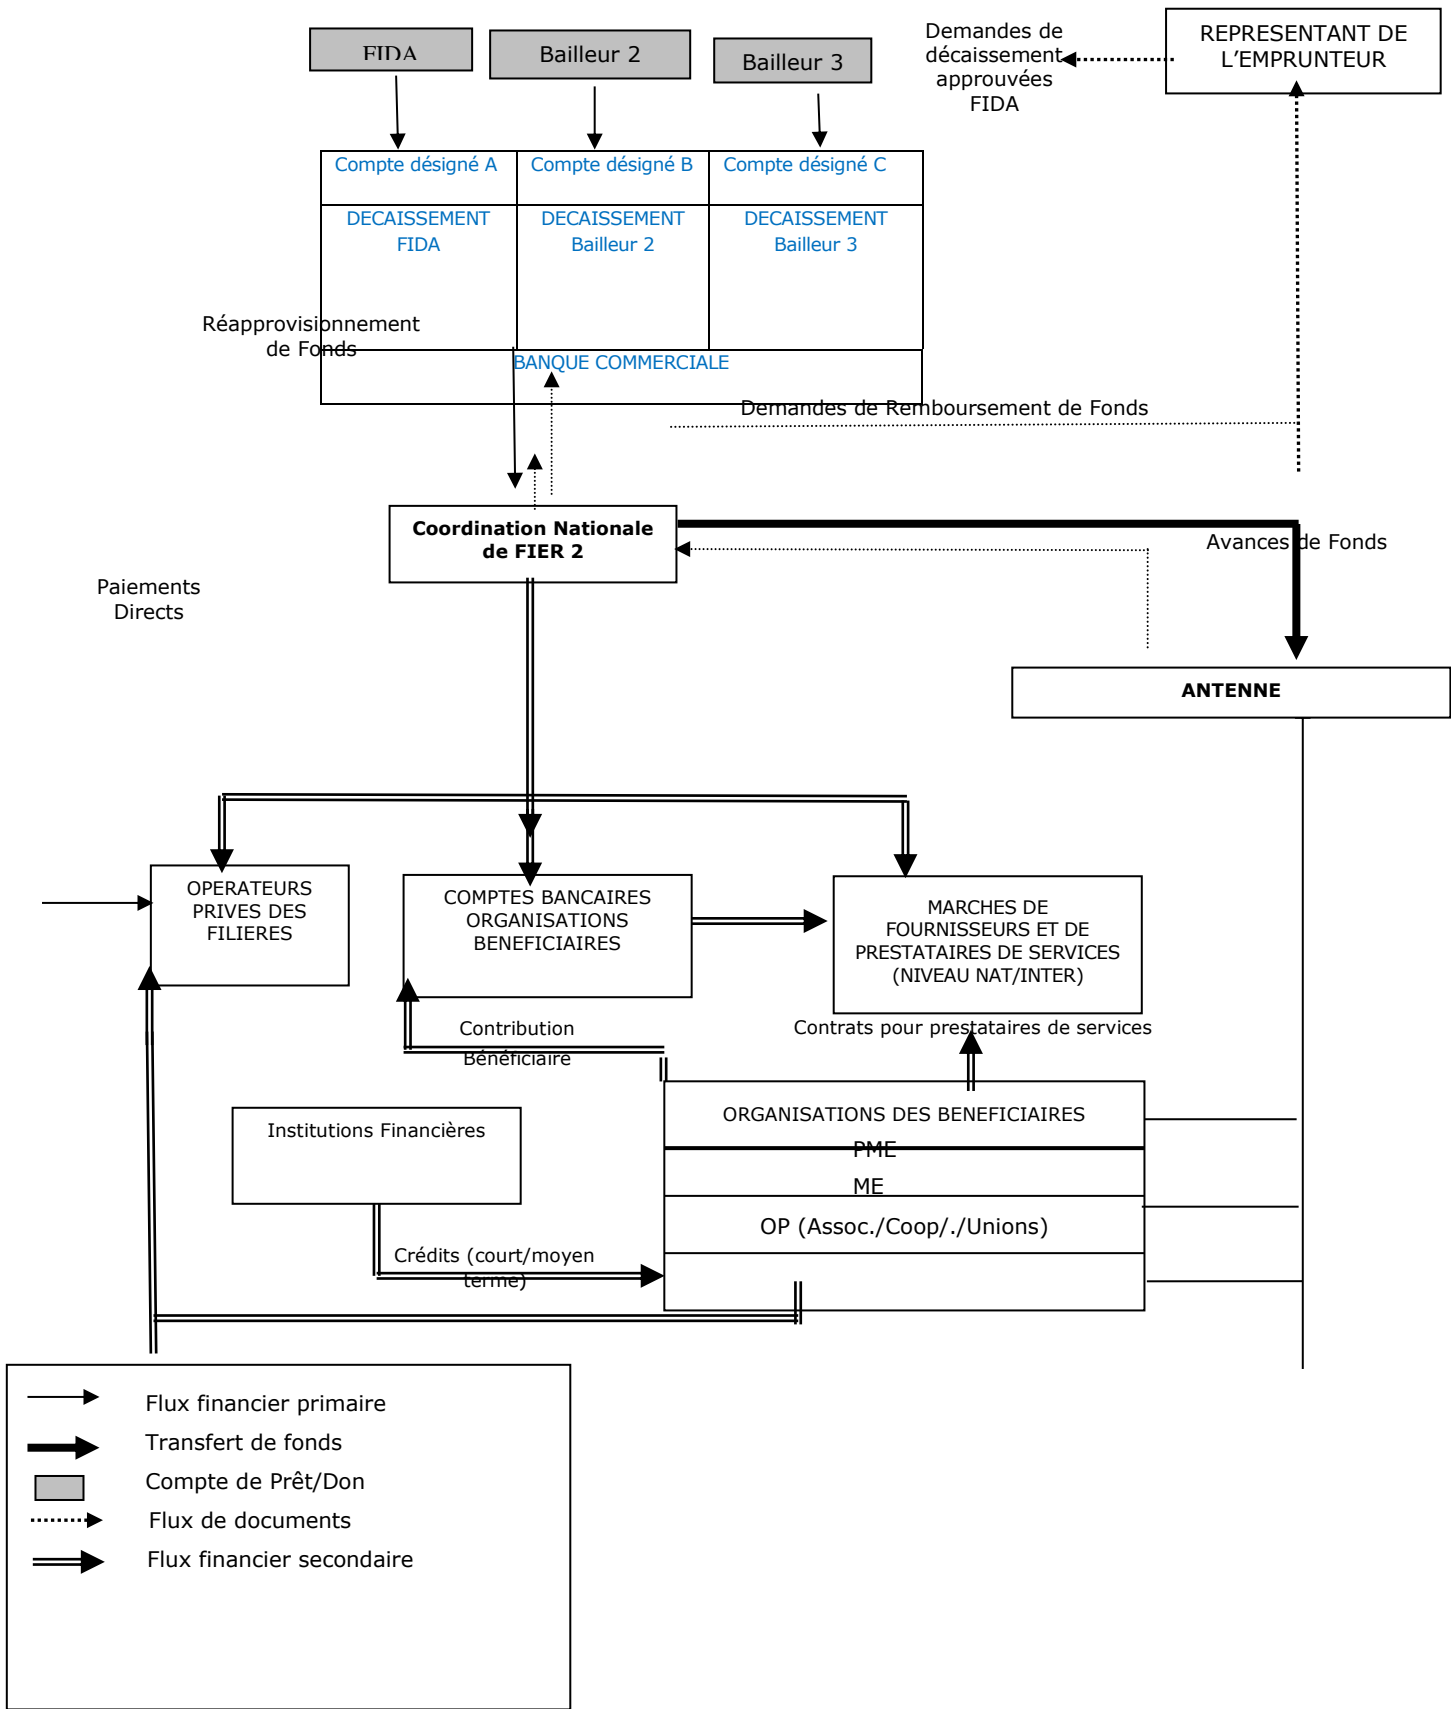 FIDA
Bailleur 2
Bailleur 3
Demandes de
décaissement
approuvées
FIDA
REPRESENTANT DE
L'EMPRUNTEUR
Compte désigné A
Compte désigné B
Compte désigné C
DECAISSEMENT
FIDA
DECAISSEMENT
Bailleur 2
DECAISSEMENT
Bailleur 3
Réapprovisionnement
de Fonds
BANQUE COMMERCIALE
Demandes de Remboursement de Fonds
Coordination Nationale
de FIER 2
Avances de Fonds
Paiements
Directs
ANTENNE
OPERATEURS
PRIVES DES
FILIERES
COMPTES BANCAIRES
ORGANISATIONS
BENEFICIAIRES
MARCHES DE
FOURNISSEURS ET DE
PRESTATAIRES DE SERVICES
(NIVEAU NAT/INTER)
Contribution
Bénéficiaire
Contrats pour prestataires de services
Institutions Financières
ORGANISATIONS DES BENEFICIAIRES
PME
ME
OP (Assoc./Coop/./Unions)
Crédits (court/moyen
terme)
Flux financier primaire
Transfert de fonds
Compte de Prêt/Don
Flux de documents
Flux financier secondaire